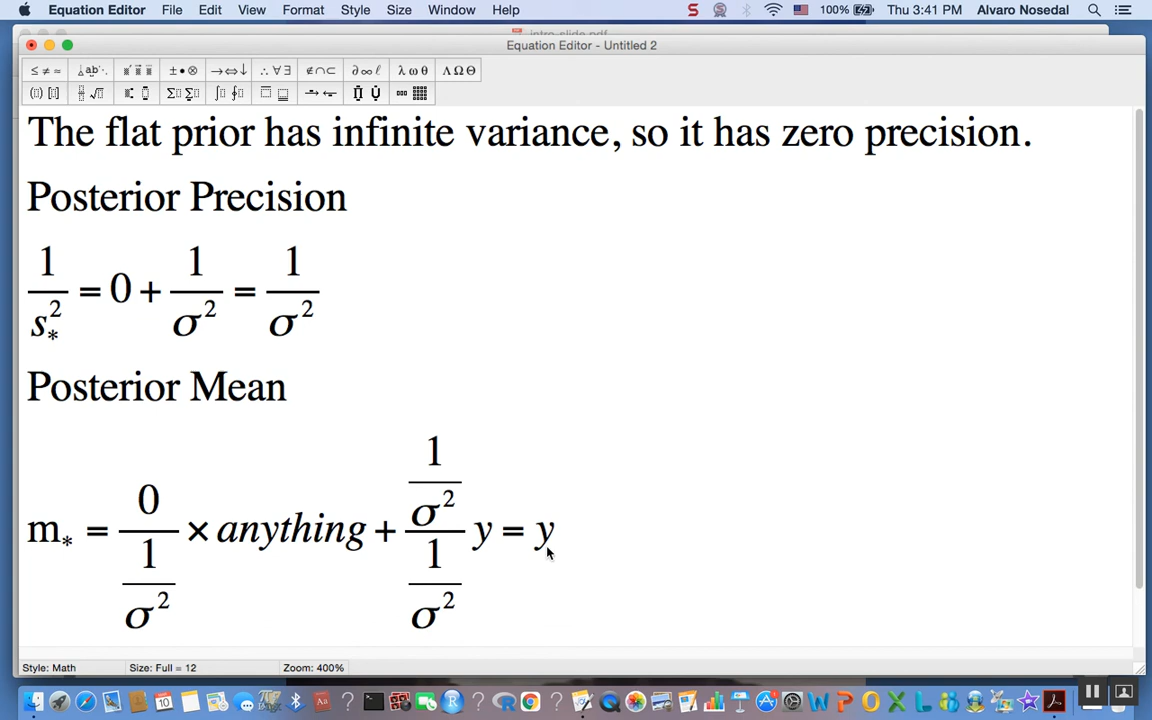 Equation Editor File Edit View Format Style Size Window Help 100% Thu 3:41 PM Alvaro Nosedal
Equation Editor - Untitled 2
The flat prior has infinite variance, so it has zero precision.
Posterior Precision
1/s*² = 0 + 1/σ² = 1/σ²
Posterior Mean
m* = 0/(1/σ²) × anything + (1/σ²)/(1/σ²) y = y
Style: Math Size: Full = 12 Zoom: 400%